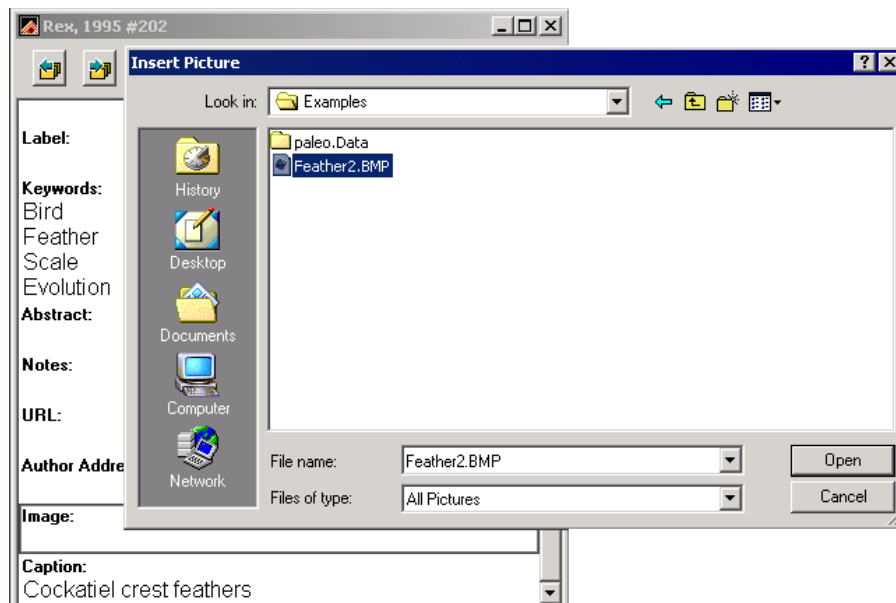 Rex, 1995 #202
Insert Picture
Look in: Examples
Label:
Keywords:
Bird
Feather
Scale
Evolution
Abstract:
Notes:
URL:
Author Addre
Image:
Caption:
Cockatiel crest feathers
History
Desktop
Documents
Computer
Network
paleo.Data
Feather2.BMP
File name: Feather2.BMP
Open
Files of type: All Pictures
Cancel